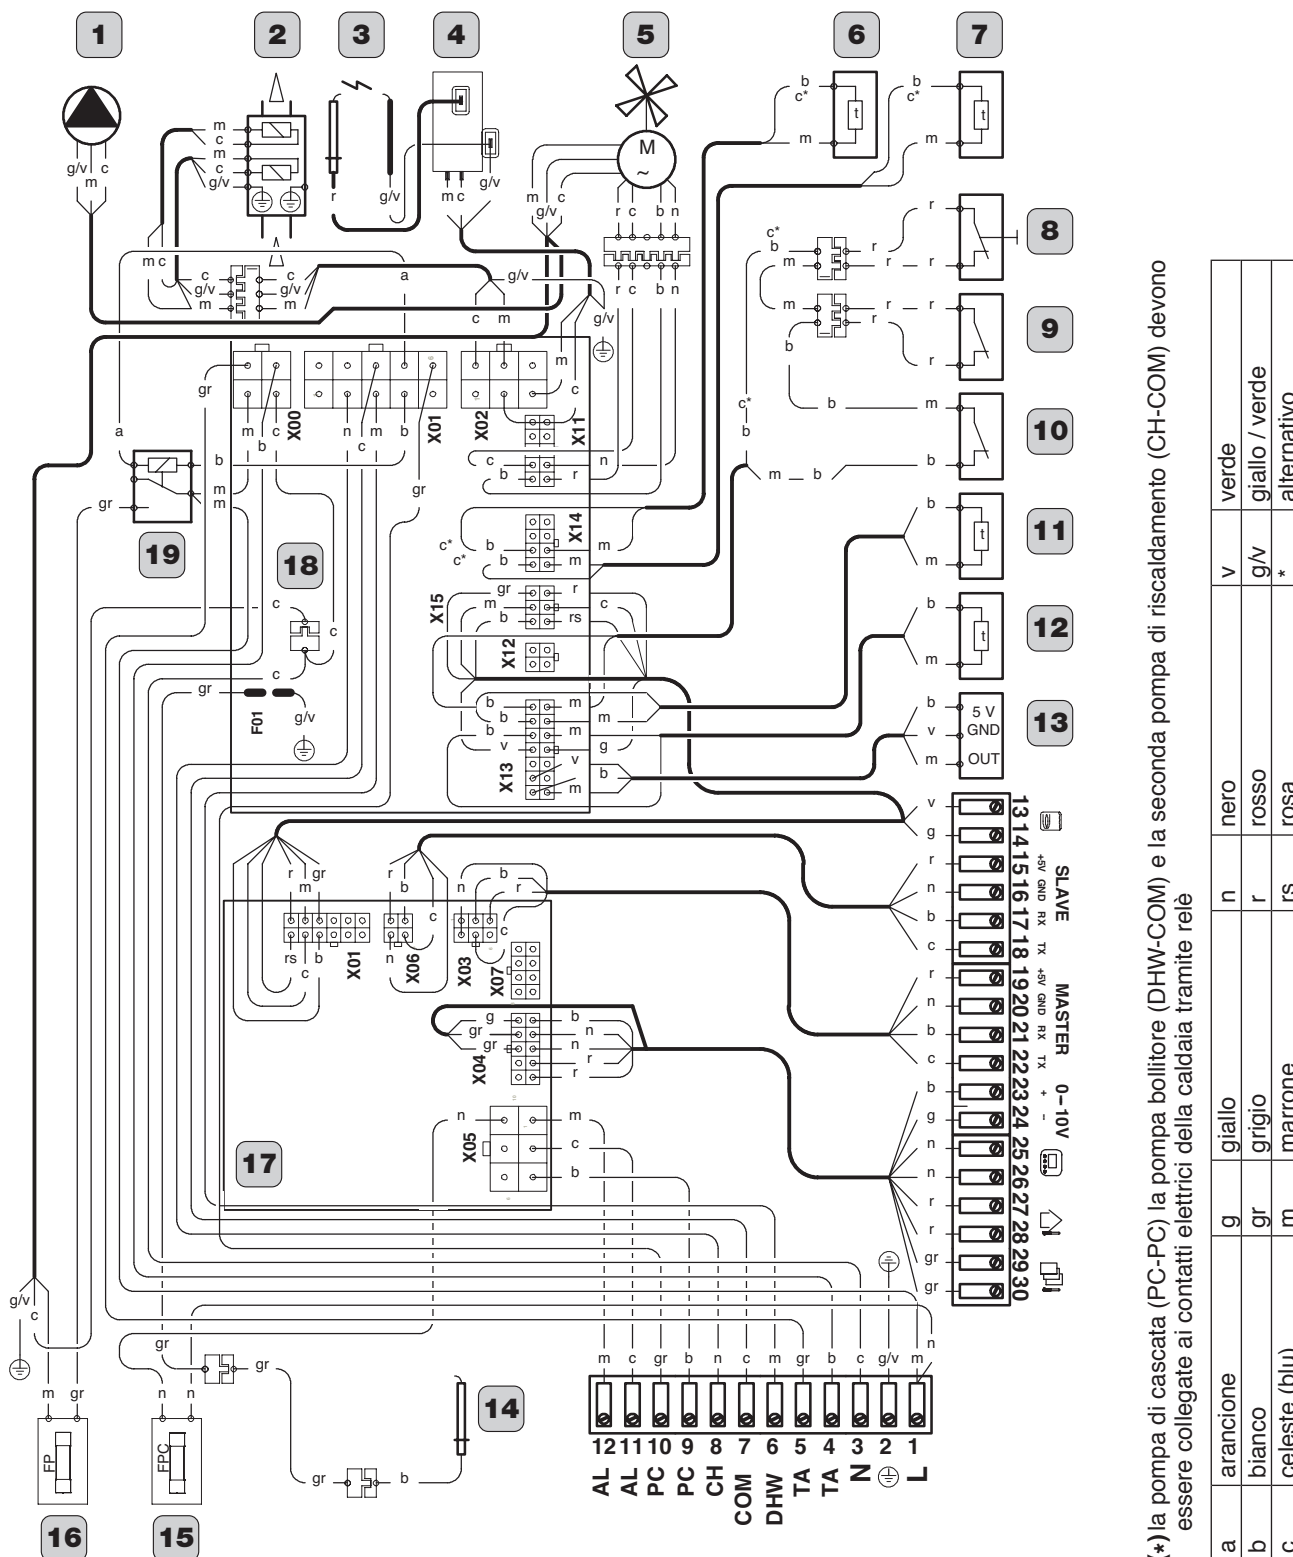 1 2 3 4 5 6 7
8
9
10
11
12
13
14
15
16
17
18
19
M
~
t
t
t
t
m
c
m
c
g/v
g/v c
m
r
g/v
m c
g/v
m
g/v
c
r c b n
r c b n
b
c*
m
b
c*
m
c*
b
m
r
r
r
r
m
b
m
b
X00
X01
X02
X11
X14
X15
X12
X13
F01
5 V
GND
OUT
X01
X06
X03
X07
X04
X05
13
14
15 +5V
16 GND
17 RX
18 TX
SLAVE
19 +5V
20 GND
21 RX
22 TX
MASTER
23 +
24 -
0–10V
25
26
27
28
29
30
m c gr b n c m gr b c g/v m
n
12 11 10 9 8 7 6 5 4 3 2 1
AL AL PC PC CH COM DHW TA TA N L
FP
FPC
(*) la pompa di cascata (PC-PC) la pompa bollitore (DHW-COM) e la seconda pompa di riscaldamento (CH-COM) devono
essere collegate ai contatti elettrici della caldaia tramite relè
a arancione g giallo n nero v verde
b bianco gr grigio r rosso g/v giallo / verde
c celeste (blu) m marrone rs rosa * alternativo